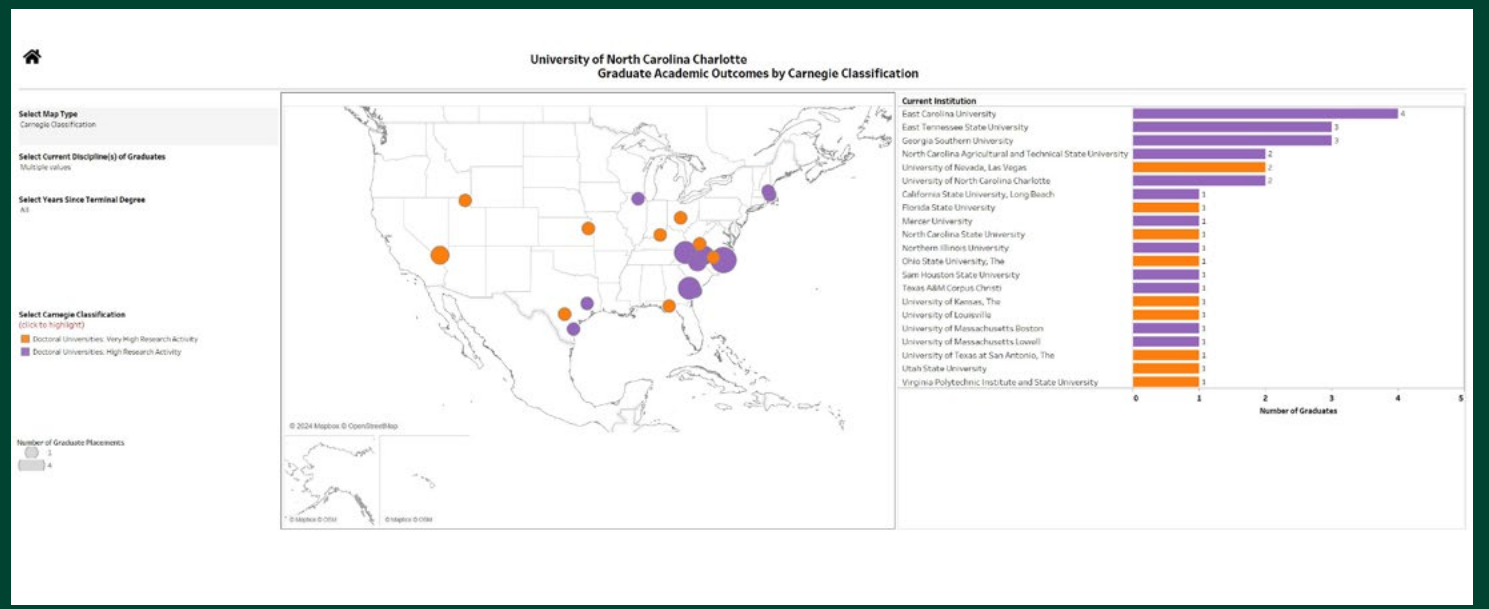 University of North Carolina Charlotte
Graduate Academic Outcomes by Carnegie Classification
Select Map Type
Carnegie Classification
Select Current Discipline(s) of Graduates
Multiple values
Select Years Since Terminal Degree
All
Select Carnegie Classification
(click to highlight)
Doctoral Universities: Very High Research Activity
Doctoral Universities: High Research Activity
Number of Graduate Placements
1
4
© 2024 Mapbox © OpenStreetMap
© Mapbox © OSM
© Mapbox © OSM
Current Institution
East Carolina University 4
East Tennessee State University 3
Georgia Southern University 3
North Carolina Agricultural and Technical State University 2
University of Nevada, Las Vegas 2
University of North Carolina Charlotte 2
California State University, Long Beach 1
Florida State University 1
Mercer University 1
North Carolina State University 1
Northern Illinois University 1
Ohio State University, The 1
Sam Houston State University 1
Texas A&M Corpus Christi 1
University of Kansas, The 1
University of Louisville 1
University of Massachusetts Boston 1
University of Massachusetts Lowell 1
University of Texas at San Antonio, The 1
Utah State University 1
Virginia Polytechnic Institute and State University 1
0 1 2 3 4 5
Number of Graduates